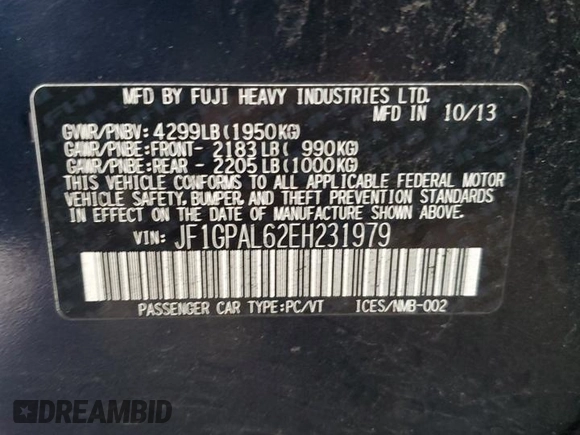 MFD BY FUJI HEAVY INDUSTRIES LTD.
MFD IN 10/13
GVWR/PNBV: 4299LB(1950KG)
GAWR/PNBE:FRONT- 2183LB( 990KG)
GAWR/PNBE:REAR - 2205LB(1000KG)
THIS VEHICLE CONFORMS TO ALL APPLICABLE FEDERAL MOTOR
VEHICLE SAFETY, BUMPER, AND THEFT PREVENTION STANDARDS
IN EFFECT ON THE DATE OF MANUFACTURE SHOWN ABOVE.
VIN: JF1GPAL62EH231979
PASSENGER CAR TYPE:PC/VT ICES/NMB-002
DREAMBID